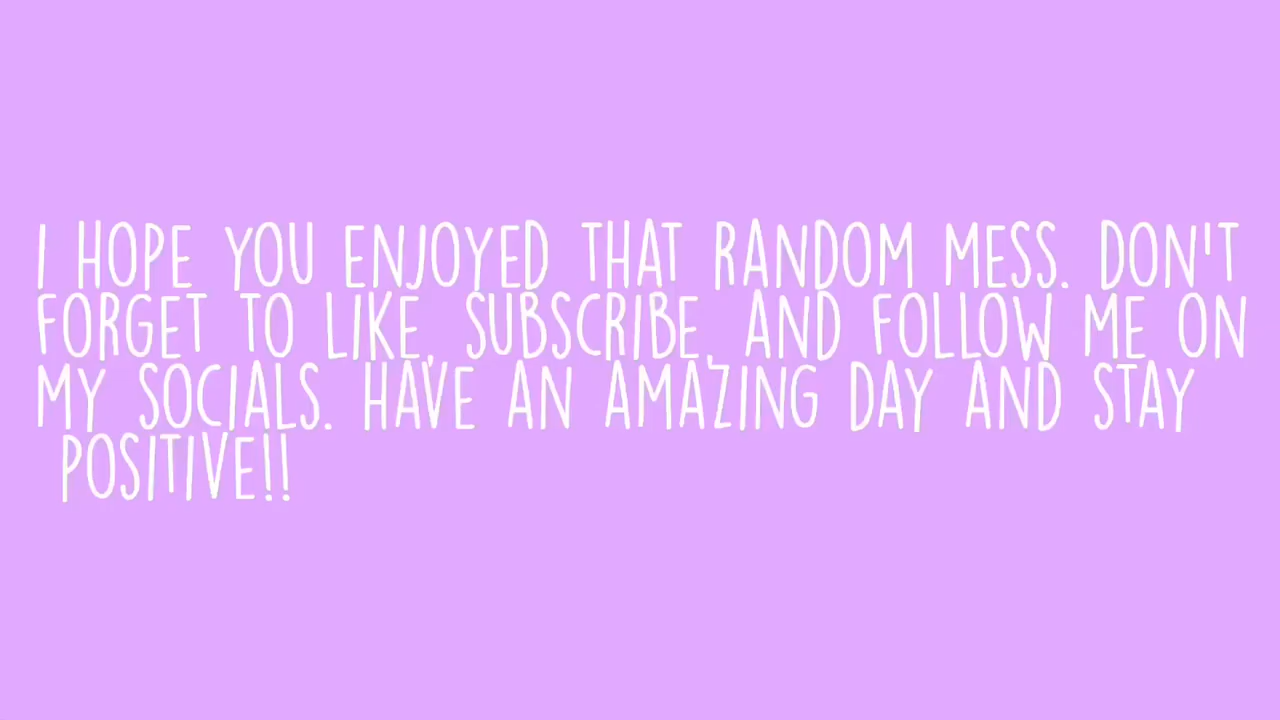 I HOPE YOU ENJOYED THAT RANDOM MESS. DON'T
FORGET TO LIKE, SUBSCRIBE, AND FOLLOW ME ON
MY SOCIALS. HAVE AN AMAZING DAY AND STAY
POSITIVE!!